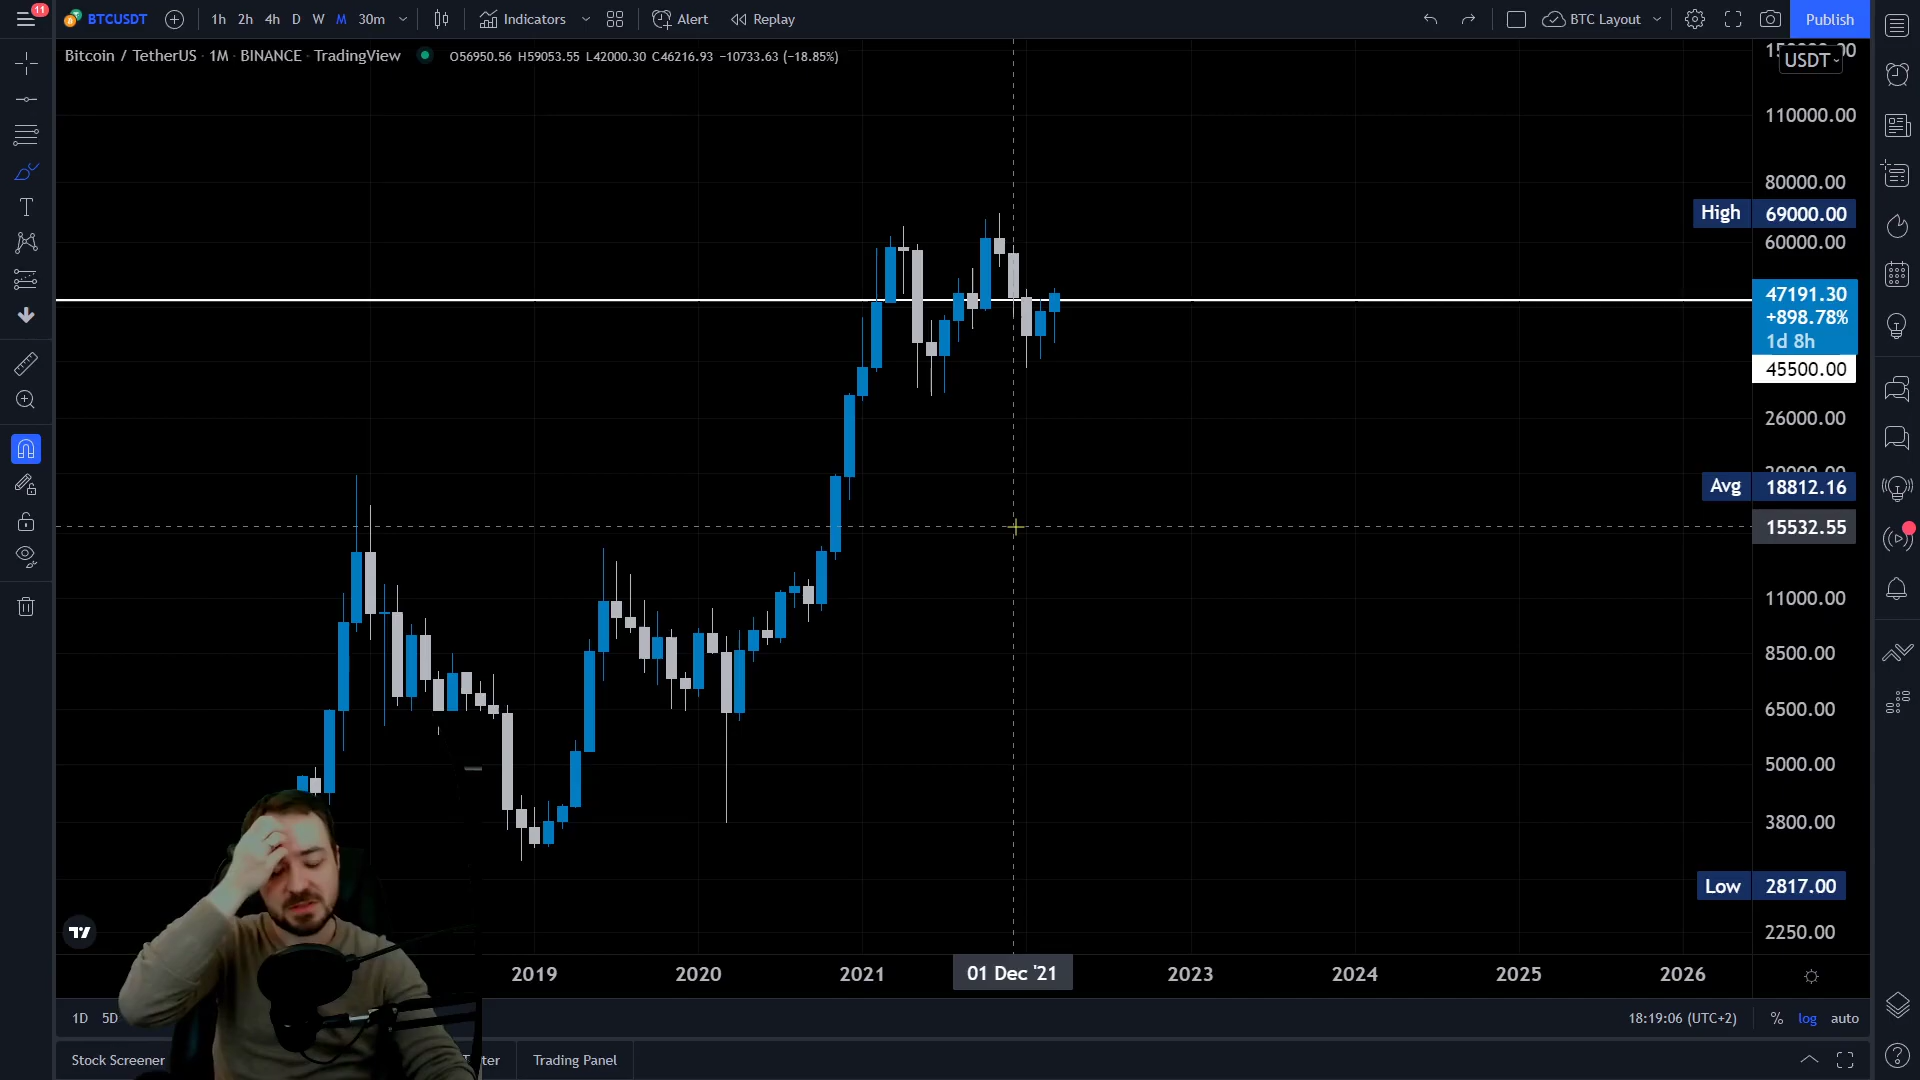 11
BTCUSDT 1h 2h 4h D W M 30m Indicators Alert Replay BTC Layout Publish
Bitcoin / TetherUS · 1M · BINANCE · TradingView O56950.56 H59053.55 L42000.30 C46216.93 −10733.63 (−18.85%)
USDT
110000.00
80000.00
High 69000.00
60000.00
47191.30
+898.78%
1d 8h
45500.00
26000.00
Avg 18812.16
15532.55
11000.00
8500.00
6500.00
5000.00
3800.00
Low 2817.00
2250.00
2019 2020 2021 01 Dec '21 2023 2024 2025 2026
1D 5D 18:19:06 (UTC+2) % log auto
Stock Screener Trading Panel